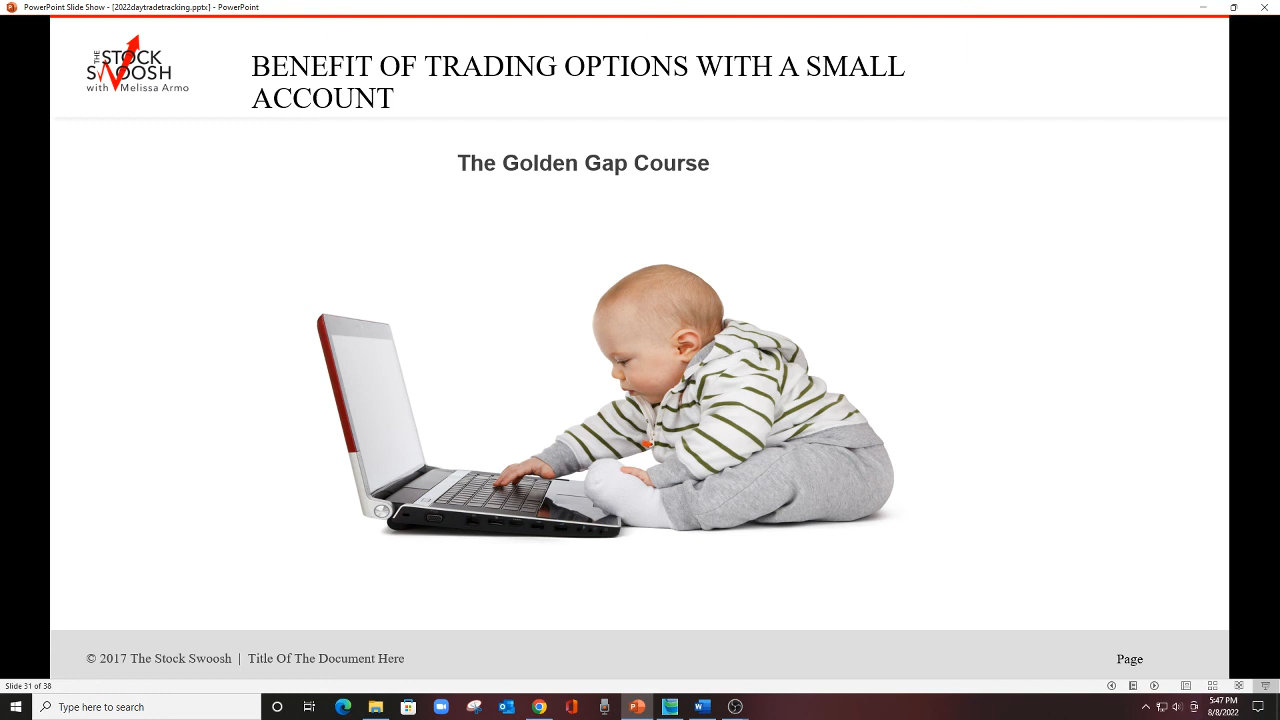 PowerPoint Slide Show - [2022daytradetracking.pptx] - PowerPoint
THE
STOCK
SWOOSH
with Melissa Armo
BENEFIT OF TRADING OPTIONS WITH A SMALL
ACCOUNT
The Golden Gap Course
© 2017 The Stock Swoosh | Title Of The Document Here
Page
Slide 31 of 38
Type here to search
5:47 PM
8/8/2022